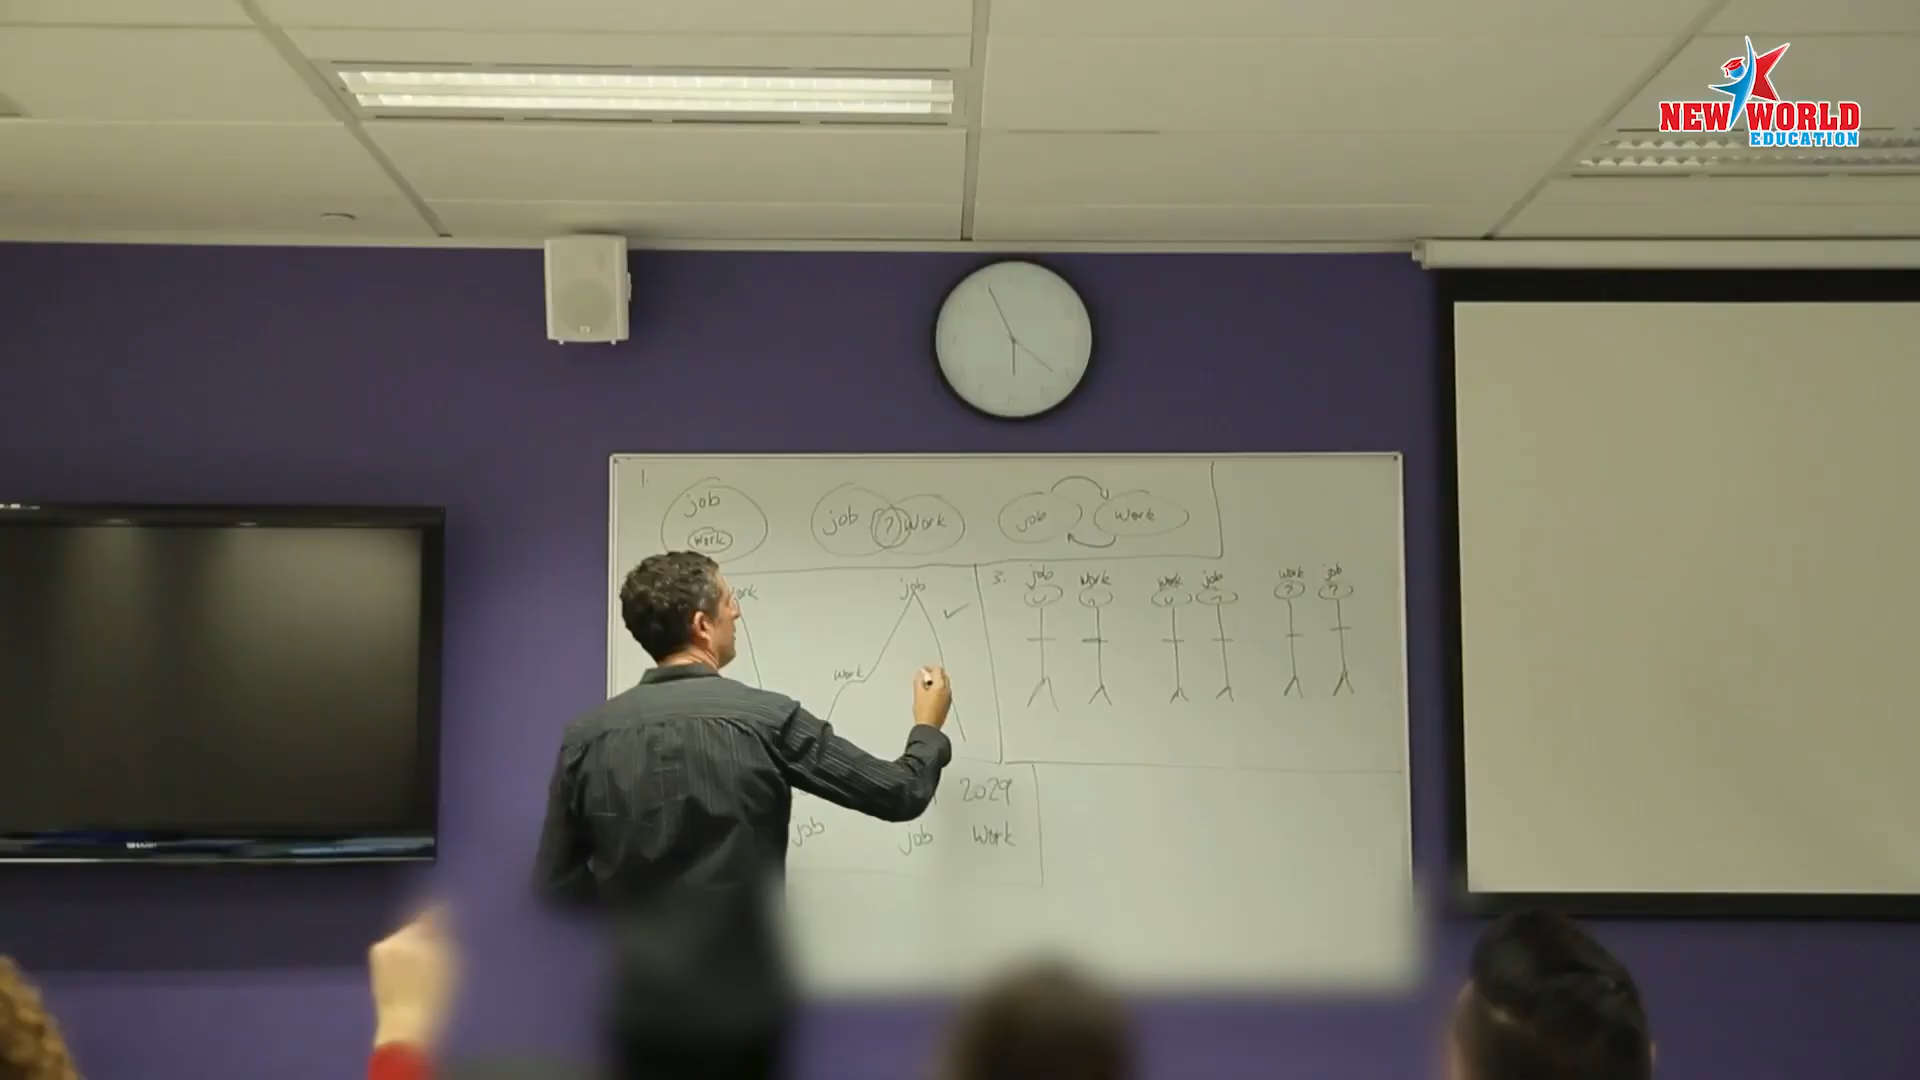 NEW WORLD
EDUCATION
1.
job
work
job ? work
job work
work
job
work
3.
job work work job work job
2029
job job work